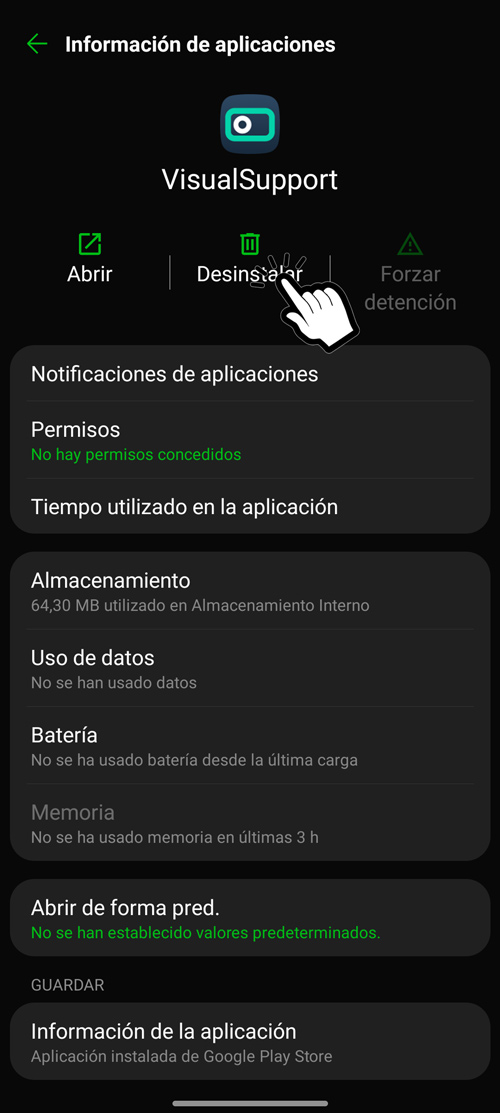 Información de aplicaciones
VisualSupport
Abrir
Desinstalar
Forzar
detención
Notificaciones de aplicaciones
Permisos
No hay permisos concedidos
Tiempo utilizado en la aplicación
Almacenamiento
64,30 MB utilizado en Almacenamiento Interno
Uso de datos
No se han usado datos
Batería
No se ha usado batería desde la última carga
Memoria
No se ha usado memoria en últimas 3 h
Abrir de forma pred.
No se han establecido valores predeterminados.
GUARDAR
Información de la aplicación
Aplicación instalada de Google Play Store